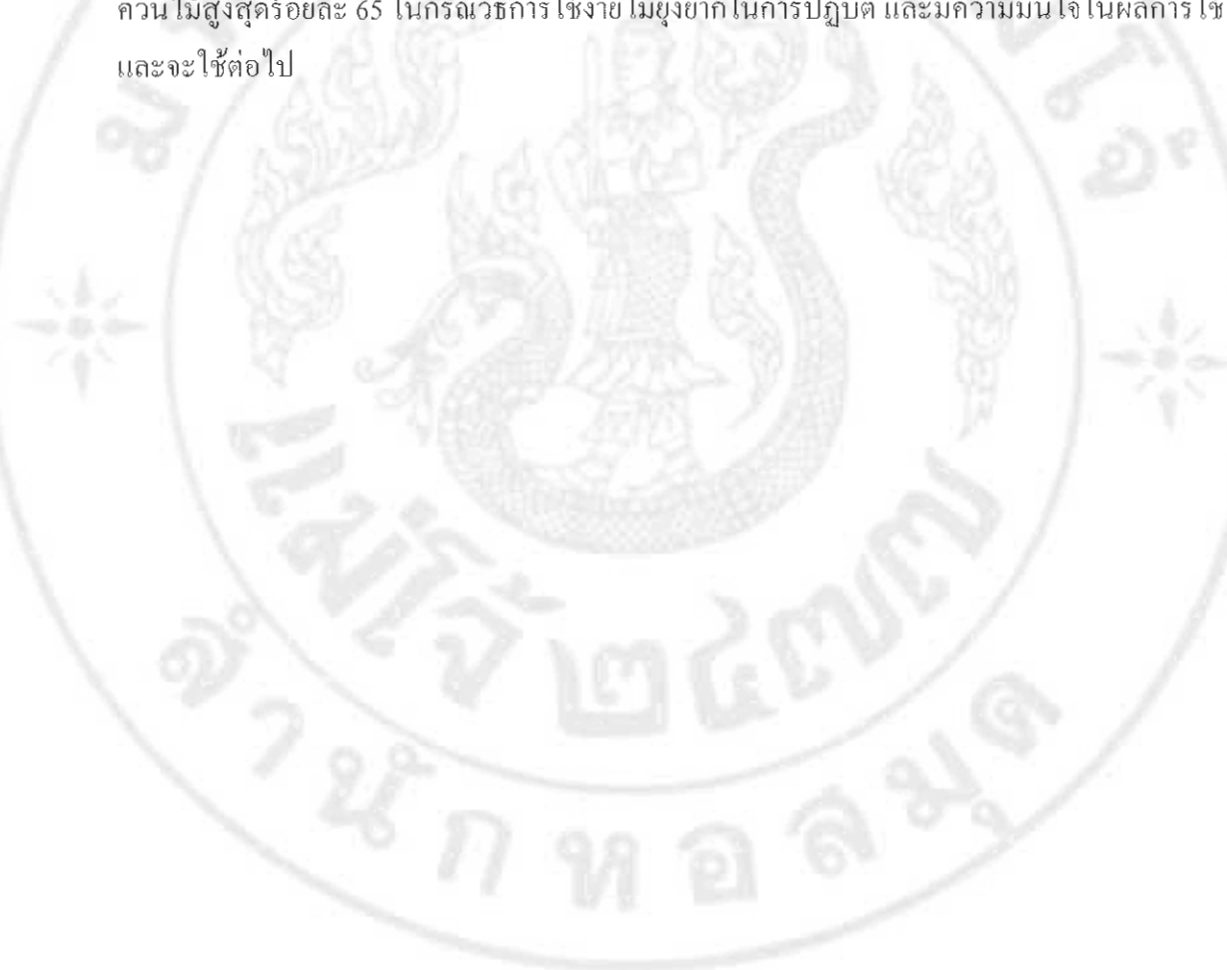 ควันไม้สูงสุดร้อยละ 65 ในกรณีวิธีการใช้ง่ายไม่ยุ่งยากในการปฏิบัติ และมีความมั่นใจในผลการใช้
และจะใช้ต่อไป
แม่โจ้ ๒๔๗๗
สำนักหอสมุด